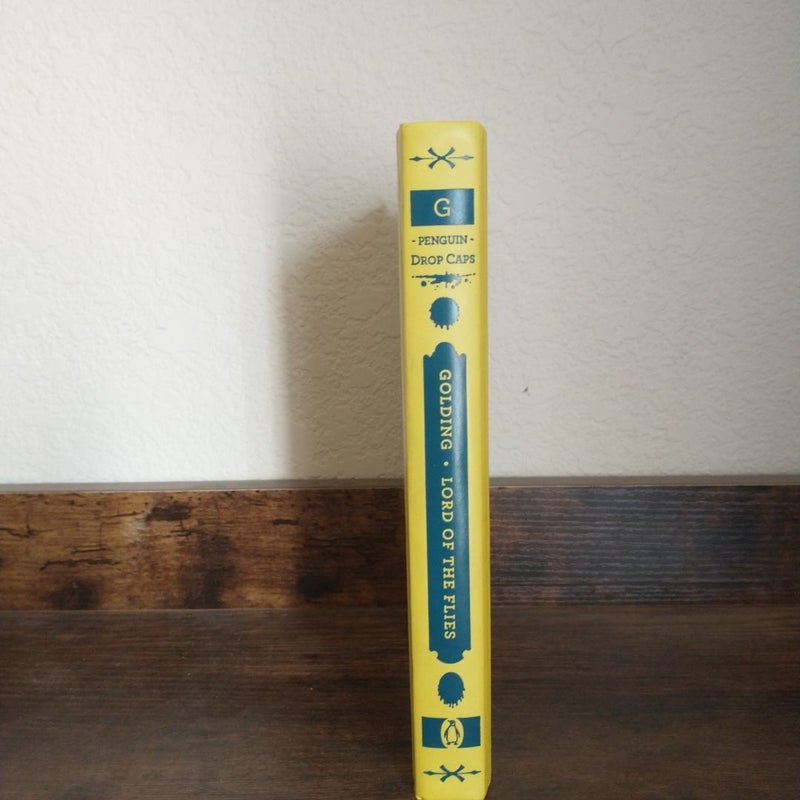 G
- PENGUIN -
DROP CAPS
GOLDING • LORD OF THE FLIES